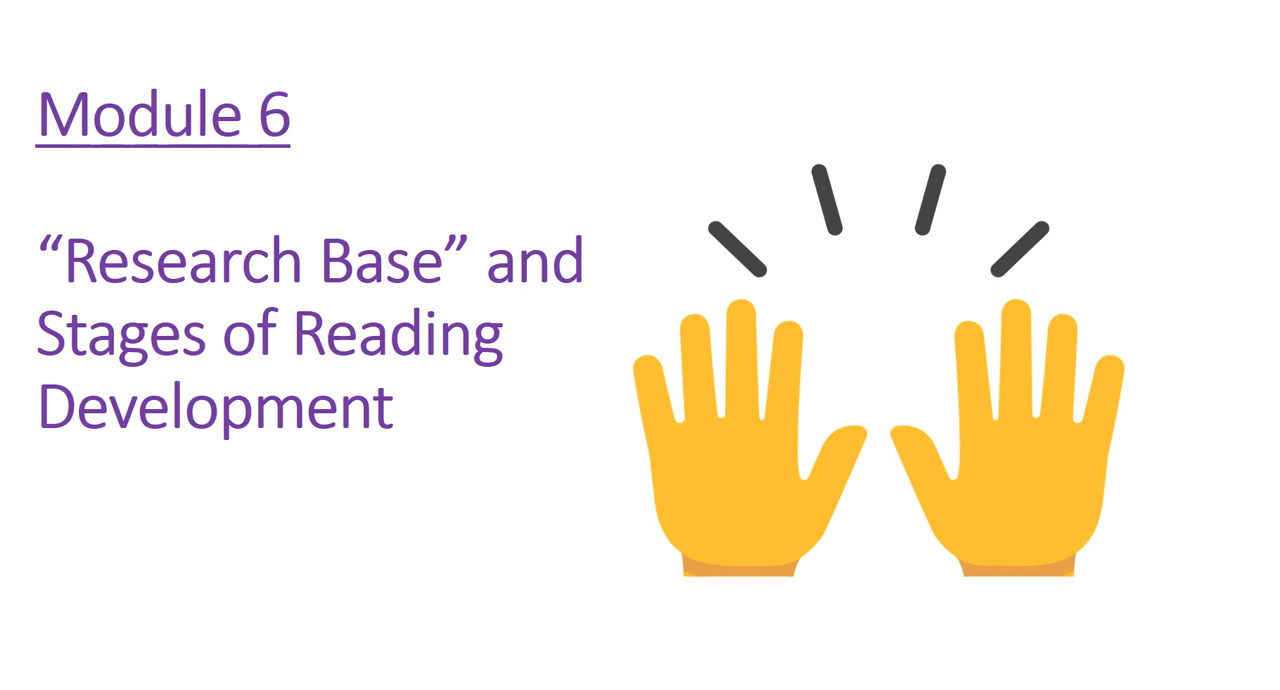 Module 6
“Research Base” and
Stages of Reading
Development